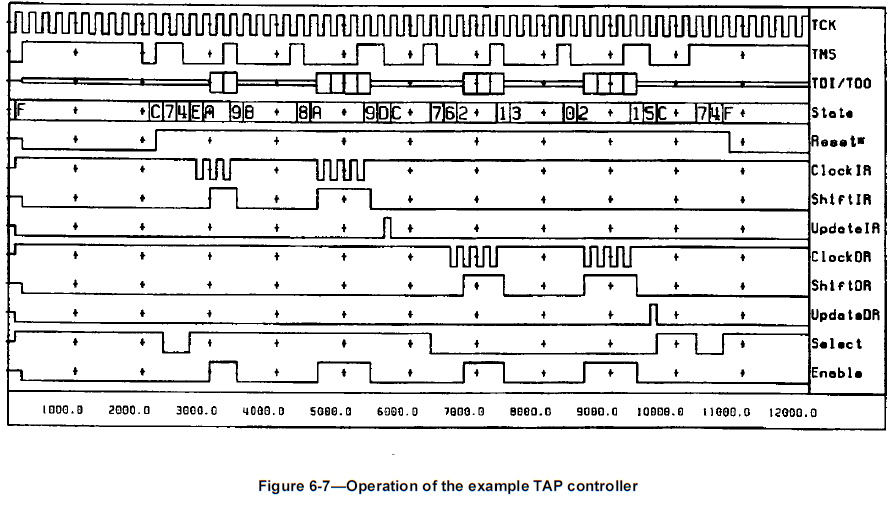 TCK
TMS
TDI/TDO
F C 7 4 E A 9 B 8 A 9 D C 7 6 2 1 3 0 2 1 5 C 7 4 F State
Reset*
ClockIR
ShiftIR
UpdateIR
ClockDR
ShiftDR
UpdateDR
Select
Enable
1000.0 2000.0 3000.0 4000.0 5000.0 6000.0 7000.0 8000.0 9000.0 10000.0 11000.0 12000.0
Figure 6-7—Operation of the example TAP controller